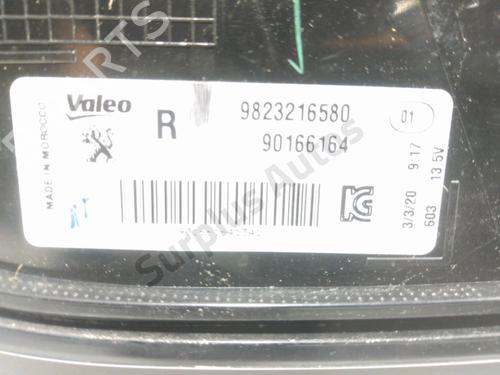 Valeo
R
9823216580
90166164
01
MADE IN MOROCCO
3/3/20 9:17
603 13.5V
Surplus Autos